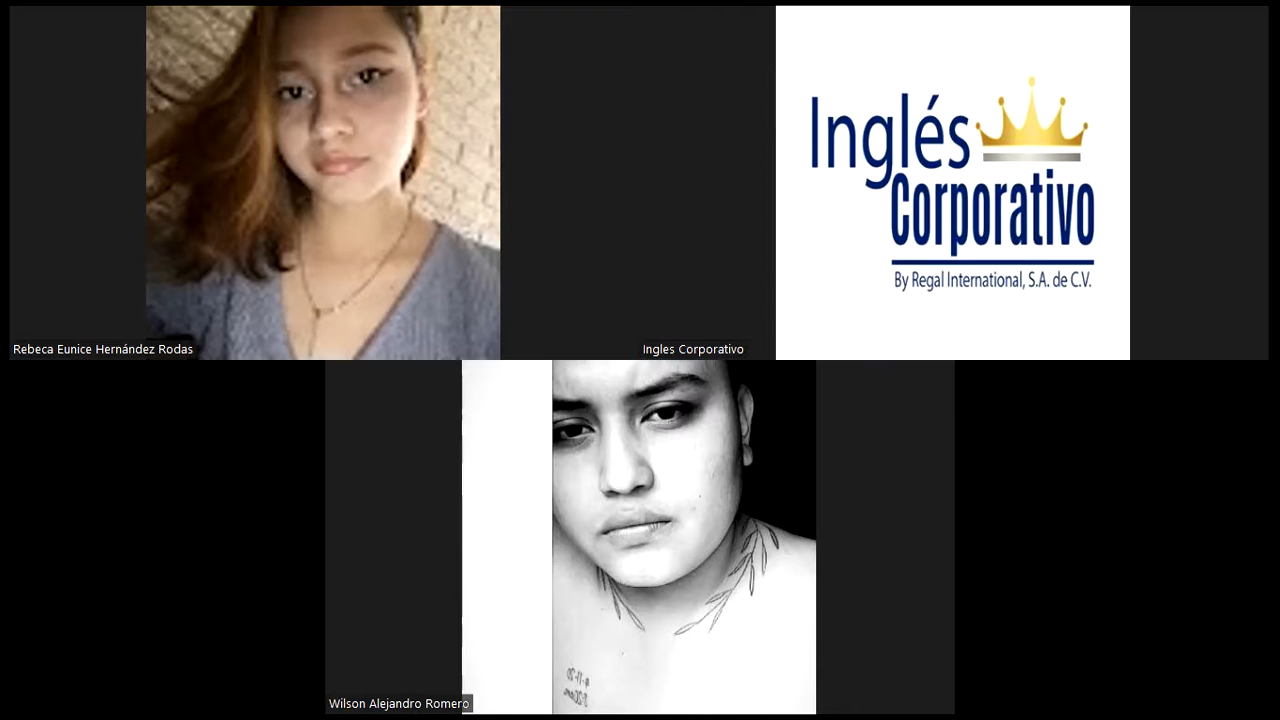 Inglés
Corporativo
By Regal International, S.A. de C.V.
Rebeca Eunice Hernández Rodas
Ingles Corporativo
Wilson Alejandro Romero